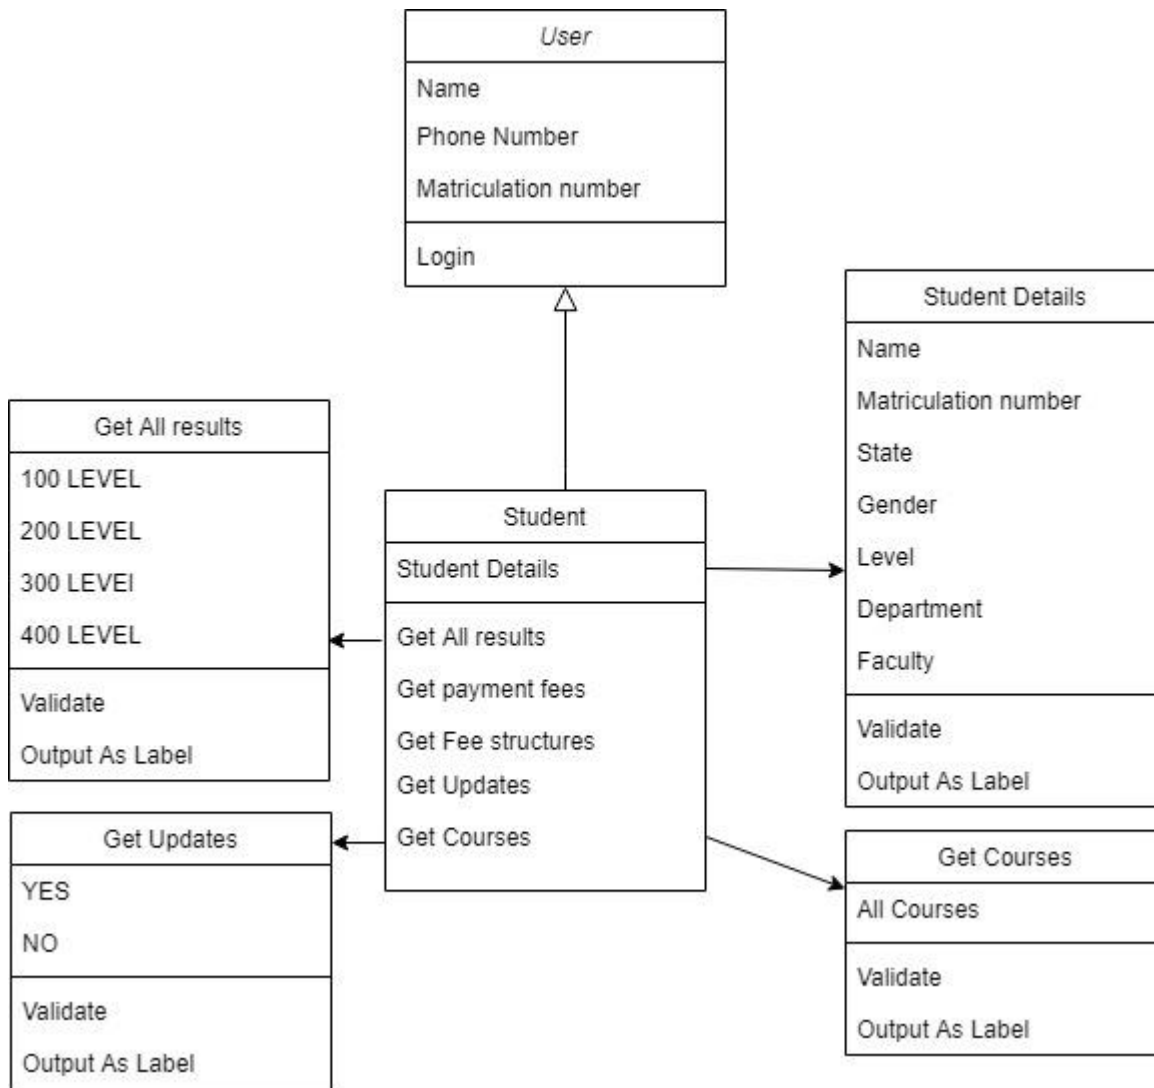 User
Name
Phone Number
Matriculation number
Login
Student Details
Name
Matriculation number
State
Gender
Level
Department
Faculty
Validate
Output As Label
Get All results
100 LEVEL
200 LEVEL
300 LEVEl
400 LEVEL
Validate
Output As Label
Student
Student Details
Get All results
Get payment fees
Get Fee structures
Get Updates
Get Courses
Get Updates
YES
NO
Validate
Output As Label
Get Courses
All Courses
Validate
Output As Label